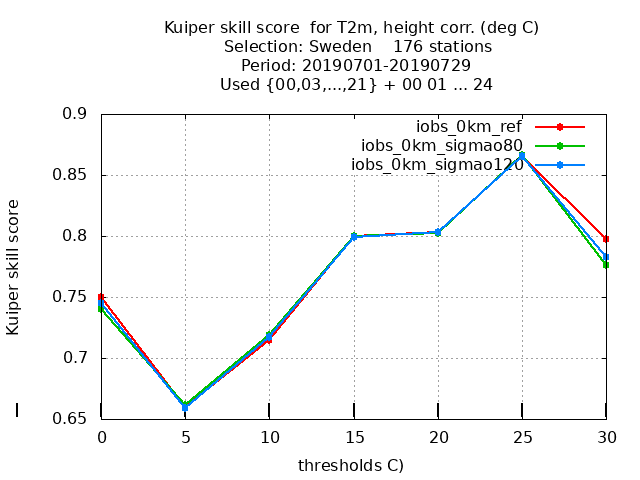 Kuiper skill score  for T2m, height corr. (deg C)
Selection: Sweden    176 stations
Period: 20190701-20190729
Used {00,03,...,21} + 00 01 ... 24
iobs_0km_ref
iobs_0km_sigmao80
iobs_0km_sigmao120
Kuiper skill score
0.9
0.85
0.8
0.75
0.7
0.65
0 5 10 15 20 25 30
thresholds C)